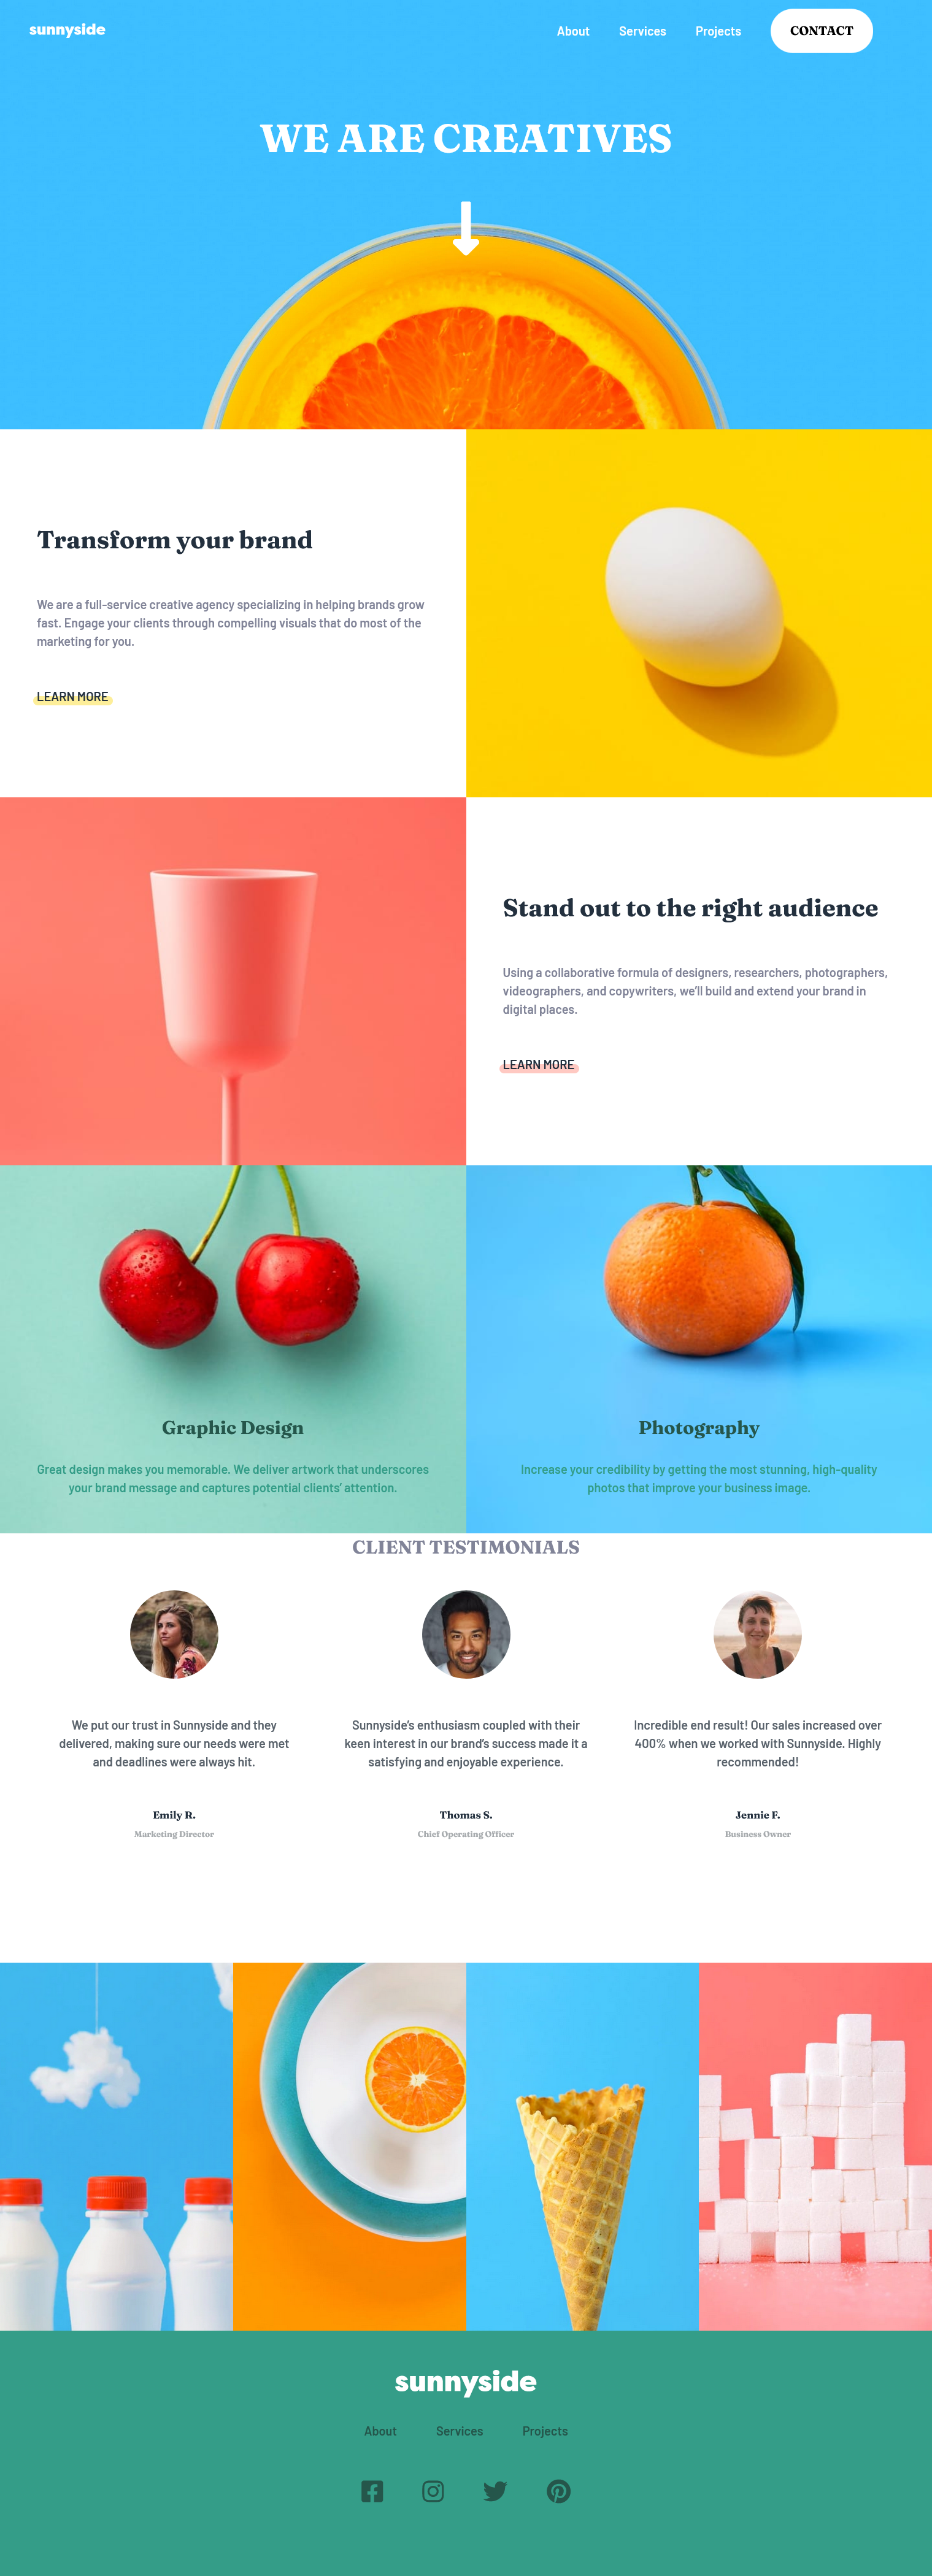 sunnyside
About Services Projects CONTACT
WE ARE CREATIVES
Transform your brand
We are a full-service creative agency specializing in helping brands grow
fast. Engage your clients through compelling visuals that do most of the
marketing for you.
LEARN MORE
Stand out to the right audience
Using a collaborative formula of designers, researchers, photographers,
videographers, and copywriters, we’ll build and extend your brand in
digital places.
LEARN MORE
Graphic Design
Great design makes you memorable. We deliver artwork that underscores
your brand message and captures potential clients’ attention.
Photography
Increase your credibility by getting the most stunning, high-quality
photos that improve your business image.
CLIENT TESTIMONIALS
We put our trust in Sunnyside and they
delivered, making sure our needs were met
and deadlines were always hit.
Emily R.
Marketing Director
Sunnyside’s enthusiasm coupled with their
keen interest in our brand’s success made it a
satisfying and enjoyable experience.
Thomas S.
Chief Operating Officer
Incredible end result! Our sales increased over
400% when we worked with Sunnyside. Highly
recommended!
Jennie F.
Business Owner
sunnyside
About Services Projects